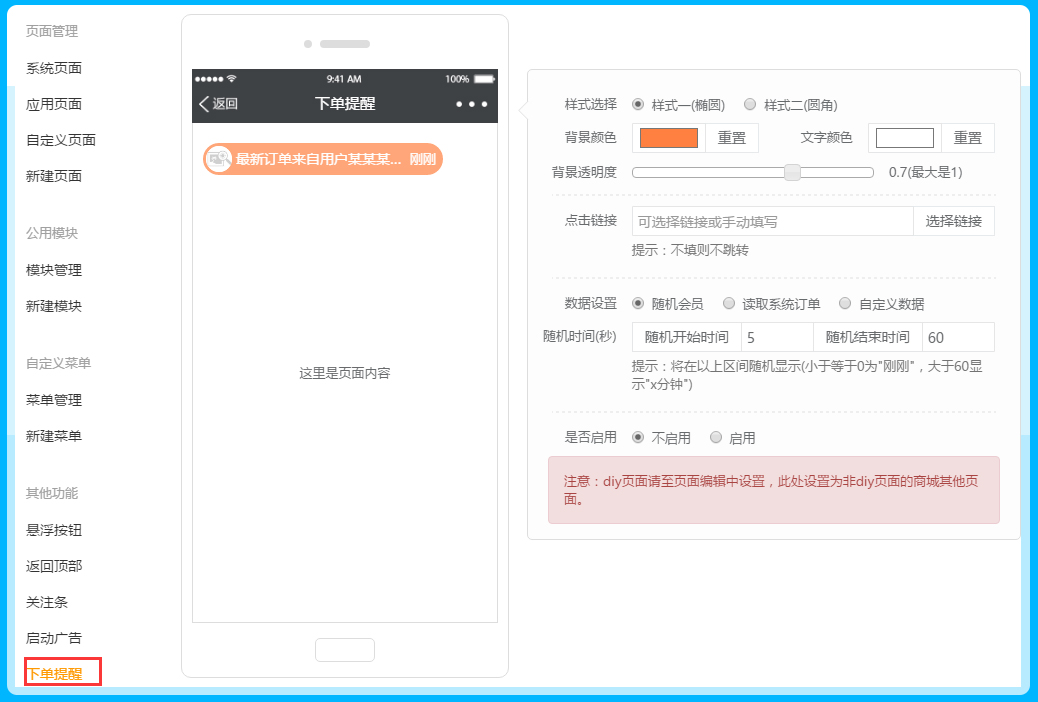 页面管理
系统页面
应用页面
自定义页面
新建页面
公用模块
模块管理
新建模块
自定义菜单
菜单管理
新建菜单
其他功能
悬浮按钮
返回顶部
关注条
启动广告
下单提醒
9:41 AM 100%
返回 下单提醒
最新订单来自用户某某某... 刚刚
这里是页面内容
样式选择 样式一(椭圆) 样式二(圆角)
背景颜色 重置 文字颜色 重置
背景透明度 0.7(最大是1)
点击链接 可选择链接或手动填写 选择链接
提示：不填则不跳转
数据设置 随机会员 读取系统订单 自定义数据
随机时间(秒) 随机开始时间 5 随机结束时间 60
提示：将在以上区间随机显示(小于等于0为"刚刚"，大于60显
示"x分钟")
是否启用 不启用 启用
注意：diy页面请至页面编辑中设置，此处设置为非diy页面的商城其他页
面。